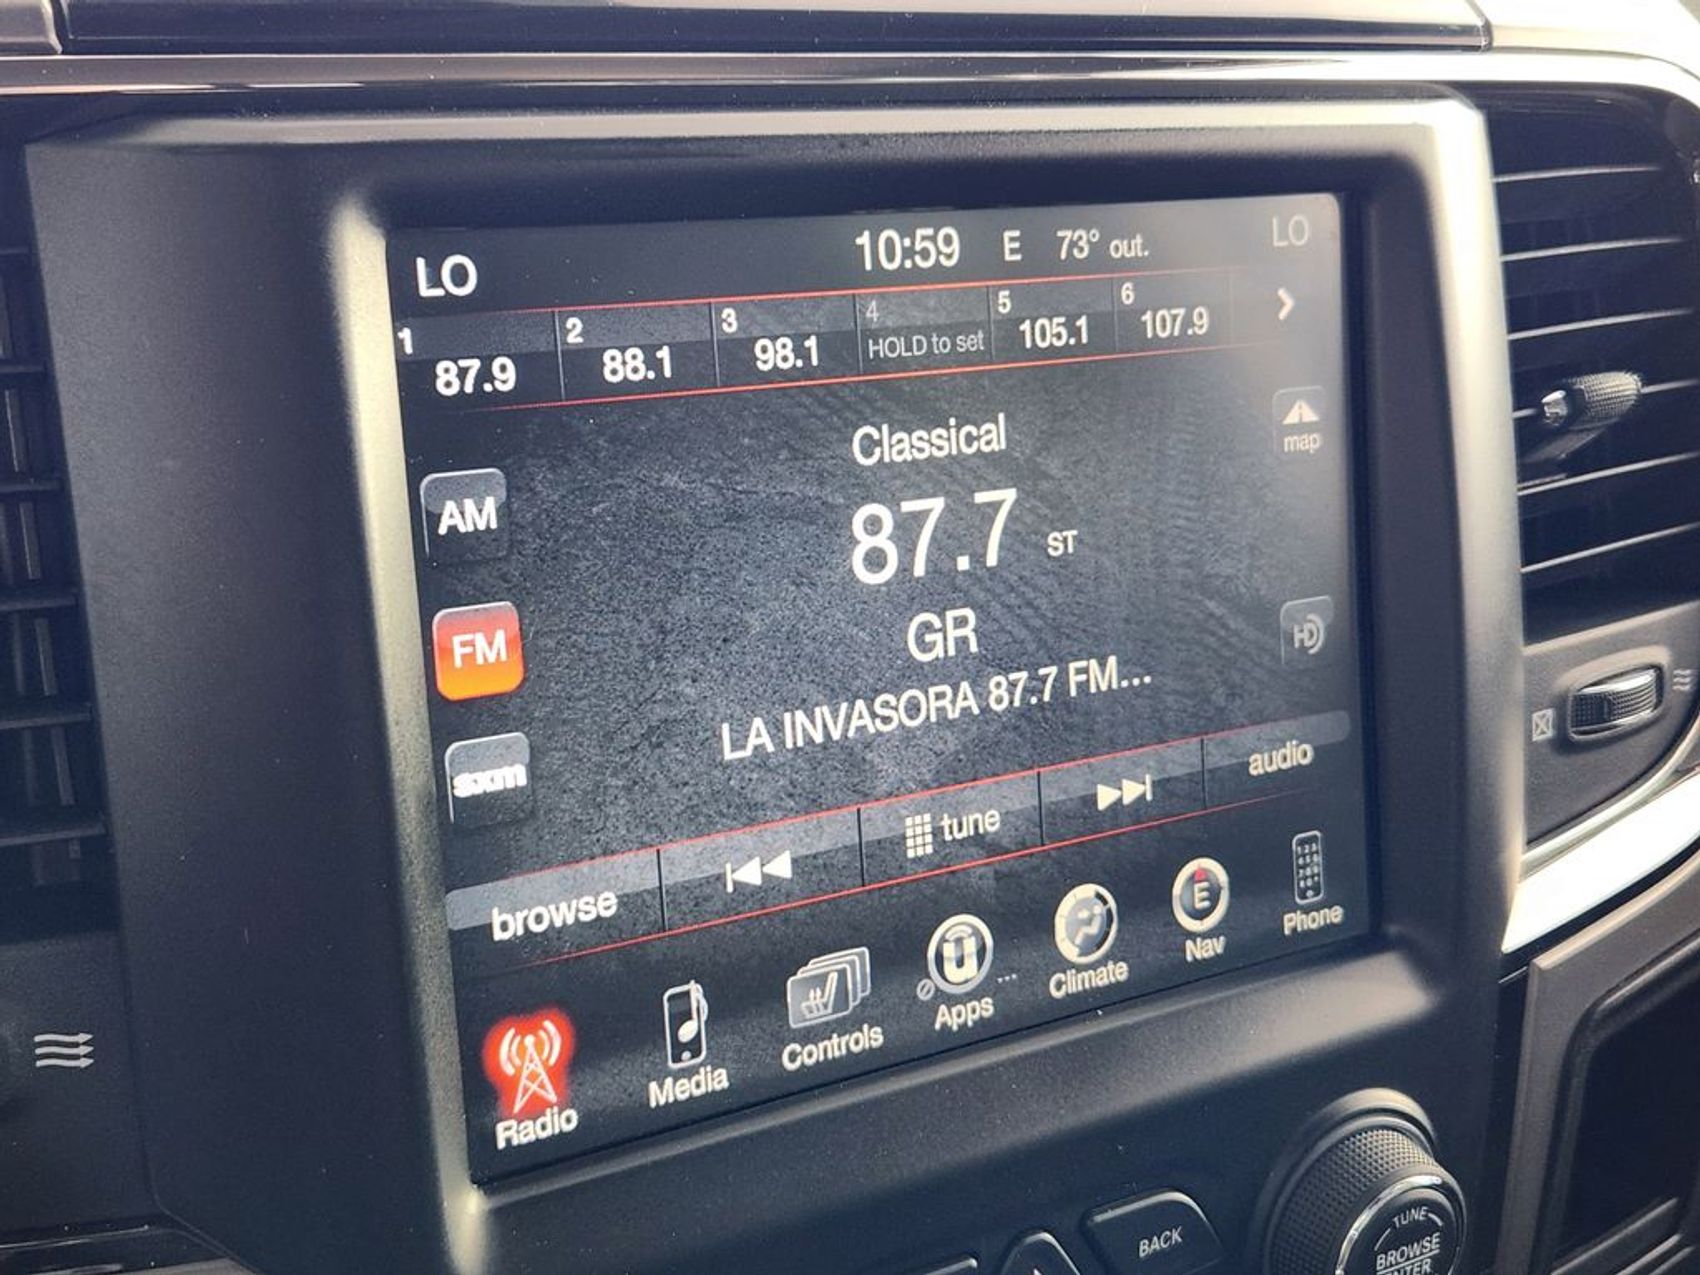 LO 10:59 E 73° out. LO
1 87.9 2 88.1 3 98.1 4 HOLD to set 5 105.1 6 107.9
Classical
map
AM
87.7 ST
FM
GR
HD
LA INVASORA 87.7 FM...
sxm
browse tune audio
Radio Media Controls Apps Climate E Nav Phone
BACK
TUNE
BROWSE